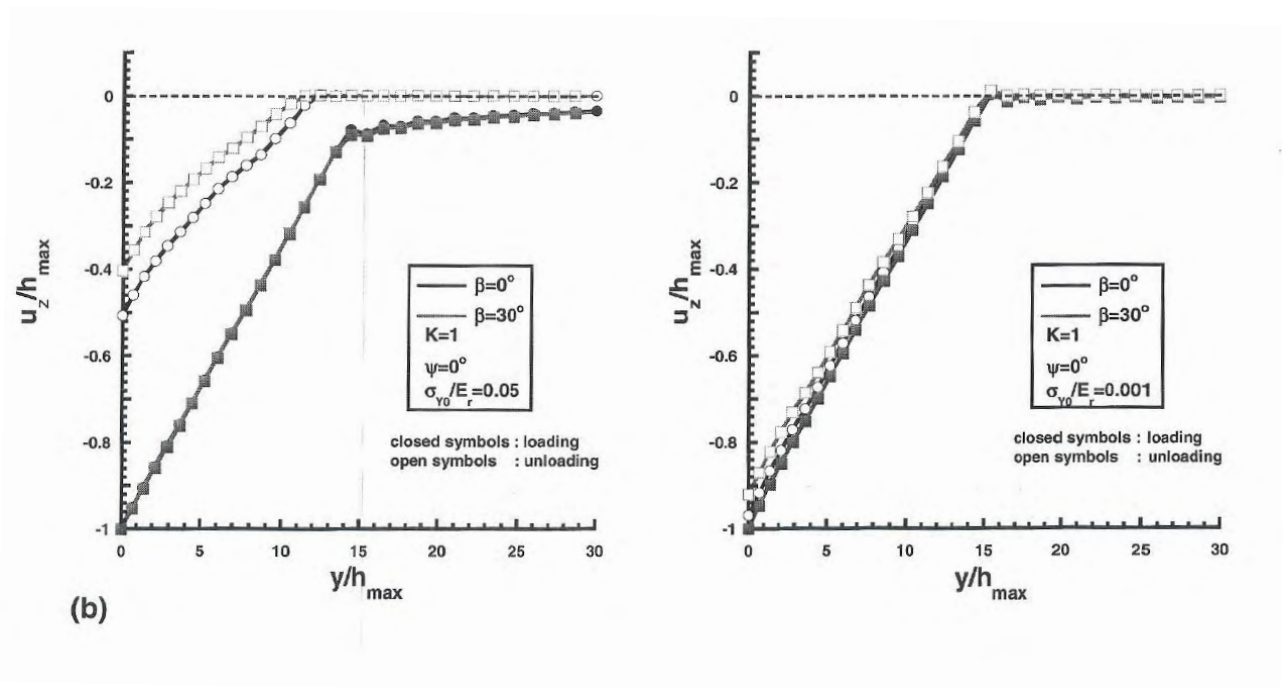 0
-0.2
-0.4
-0.6
-0.8
-1
u_z/h_max
0 5 10 15 20 25 30
y/h_max
β=0°
β=30°
K=1
ψ=0°
σ_Y0/E_r=0.05
closed symbols : loading
open symbols : unloading
(b)
0
-0.2
-0.4
-0.6
-0.8
-1
u_z/h_max
0 5 10 15 20 25 30
y/h_max
β=0°
β=30°
K=1
ψ=0°
σ_Y0/E_r=0.001
closed symbols : loading
open symbols : unloading